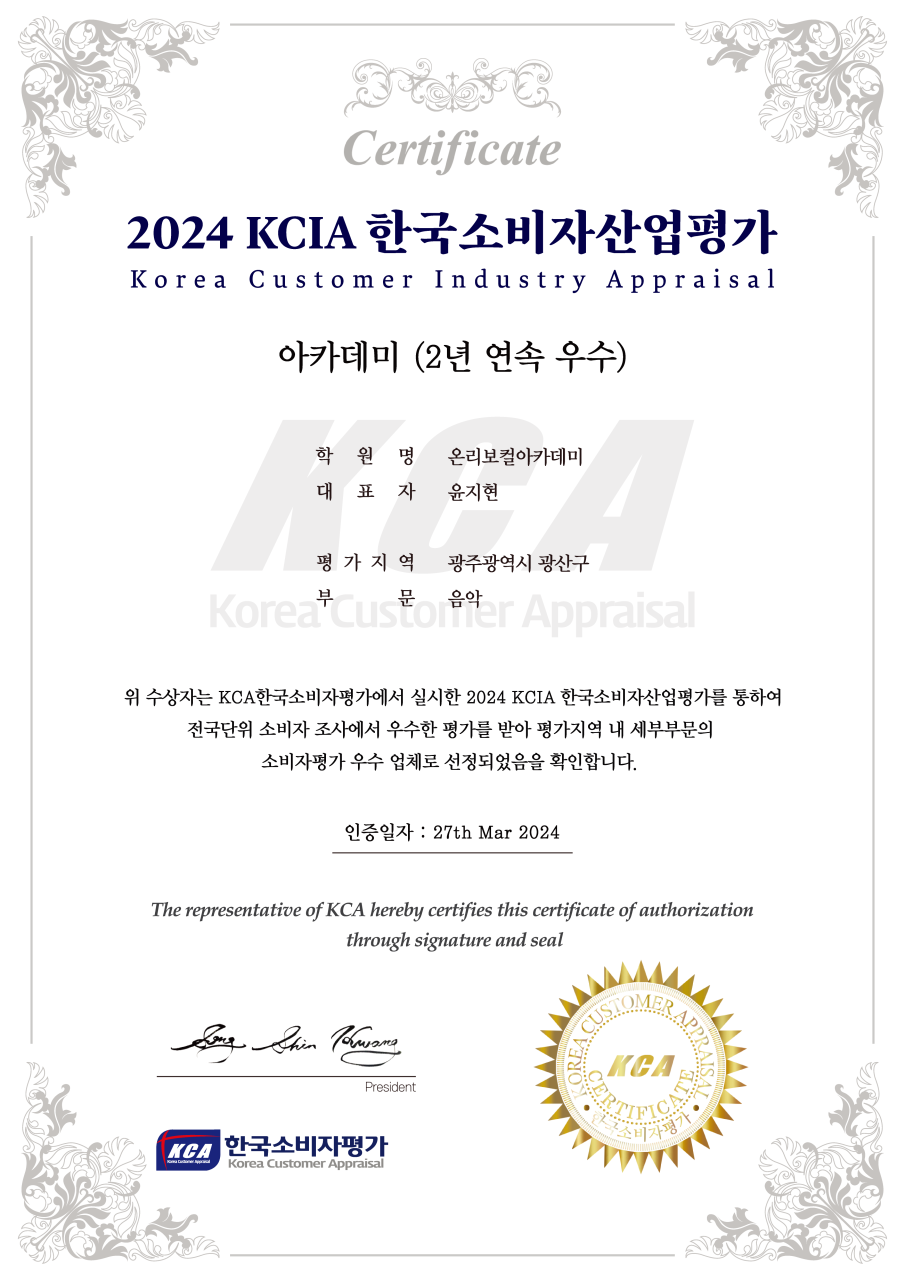 Certificate
2024 KCIA 한국소비자산업평가
Korea Customer Industry Appraisal
아카데미 (2년 연속 우수)
KCA
Korea Customer Appraisal
학 원 명 온리보컬아카데미
대 표 자 윤지현
평 가 지 역 광주광역시 광산구
부 문 음악
위 수상자는 KCA한국소비자평가에서 실시한 2024 KCIA 한국소비자산업평가를 통하여
전국단위 소비자 조사에서 우수한 평가를 받아 평가지역 내 세부부문의
소비자평가 우수 업체로 선정되었음을 확인합니다.
인증일자 : 27th Mar 2024
The representative of KCA hereby certifies this certificate of authorization
through signature and seal
Song Shin Kwang
President
KCA
Korea Customer Appraisal
한국소비자평가
Korea Customer Appraisal
KOREA CUSTOMER APPRAISAL
KCA
CERTIFICATE
한국소비자평가